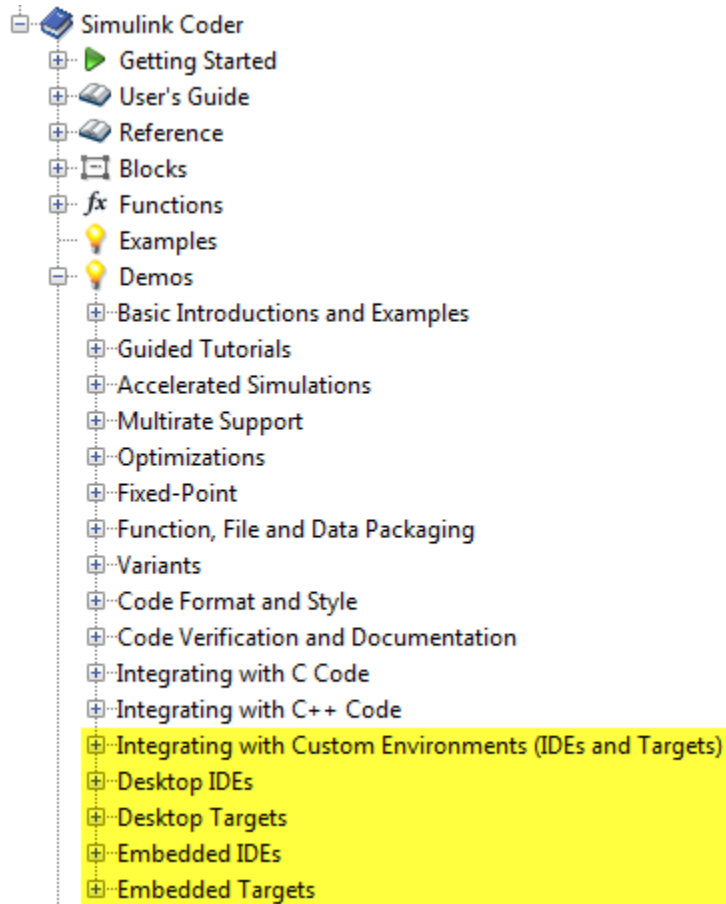 Simulink Coder
Getting Started
User's Guide
Reference
Blocks
fx Functions
Examples
Demos
Basic Introductions and Examples
Guided Tutorials
Accelerated Simulations
Multirate Support
Optimizations
Fixed-Point
Function, File and Data Packaging
Variants
Code Format and Style
Code Verification and Documentation
Integrating with C Code
Integrating with C++ Code
Integrating with Custom Environments (IDEs and Targets)
Desktop IDEs
Desktop Targets
Embedded IDEs
Embedded Targets